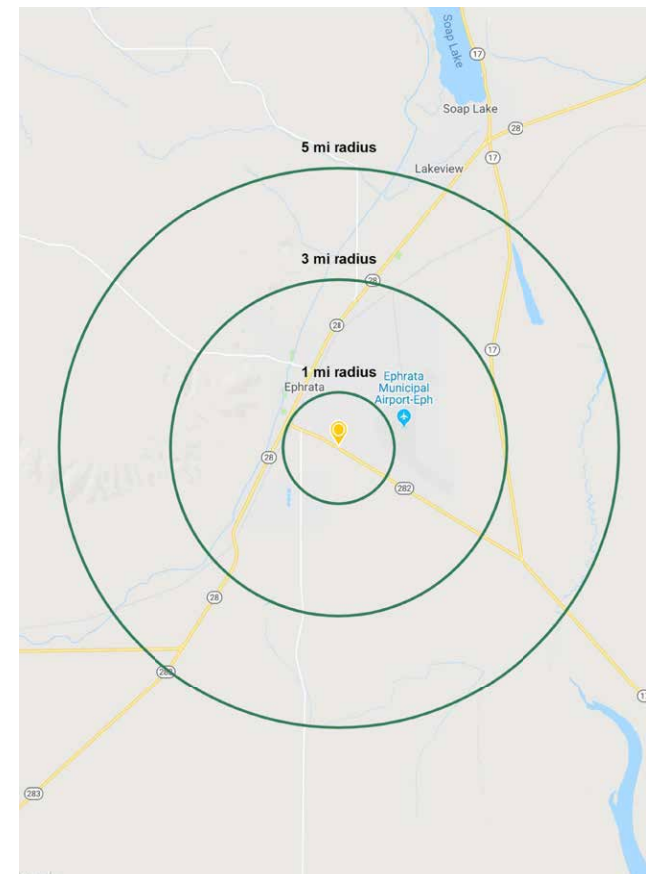 Soap Lake
17
Soap Lake
28
5 mi radius
17
Lakeview
3 mi radius
28
28
17
1 mi radius
Ephrata
Ephrata
Municipal
Airport-Eph
28
282
28
283